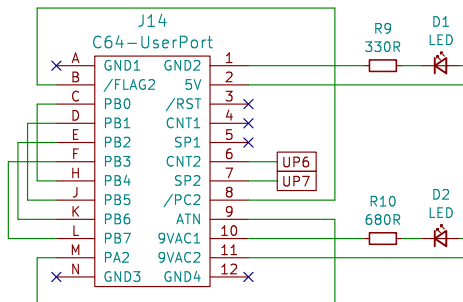 J14
C64-UserPort
R9
330R
D1
LED
A GND1 GND2 1
B /FLAG2 5V 2
C PB0 /RST 3
D PB1 CNT1 4
E PB2 SP1 5
F PB3 CNT2 6 UP6
H PB4 SP2 7 UP7
J PB5 /PC2 8
K PB6 ATN 9
L PB7 9VAC1 10
M PA2 9VAC2 11
N GND3 GND4 12
R10
680R
D2
LED